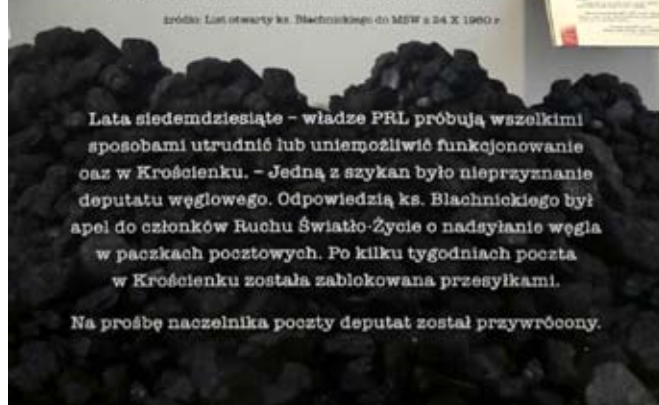 źródło: List otwarty ks. Blachnickiego do MSW z 24 X 1980 r.
Lata siedemdziesiąte – władze PRL próbują wszelkimi
sposobami utrudnić lub uniemożliwić funkcjonowanie
oaz w Krościenku. – Jedną z szykan było nieprzyznanie
deputatu węglowego. Odpowiedzią ks. Blachnickiego był
apel do członków Ruchu Światło-Życie o nadsyłanie węgla
w paczkach pocztowych. Po kilku tygodniach poczta
w Krościenku została zablokowana przesyłkami.
Na prośbę naczelnika poczty deputat został przywrócony.